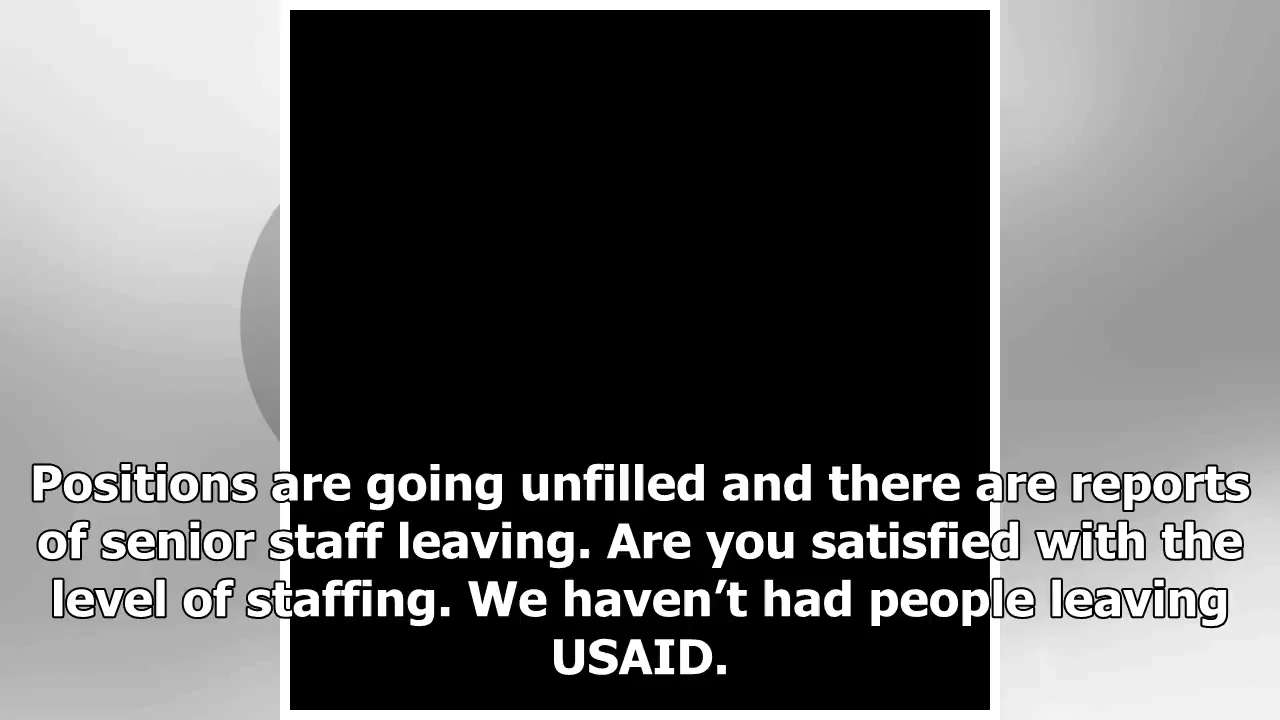 Positions are going unfilled and there are reports
of senior staff leaving. Are you satisfied with the
level of staffing. We haven’t had people leaving
USAID.